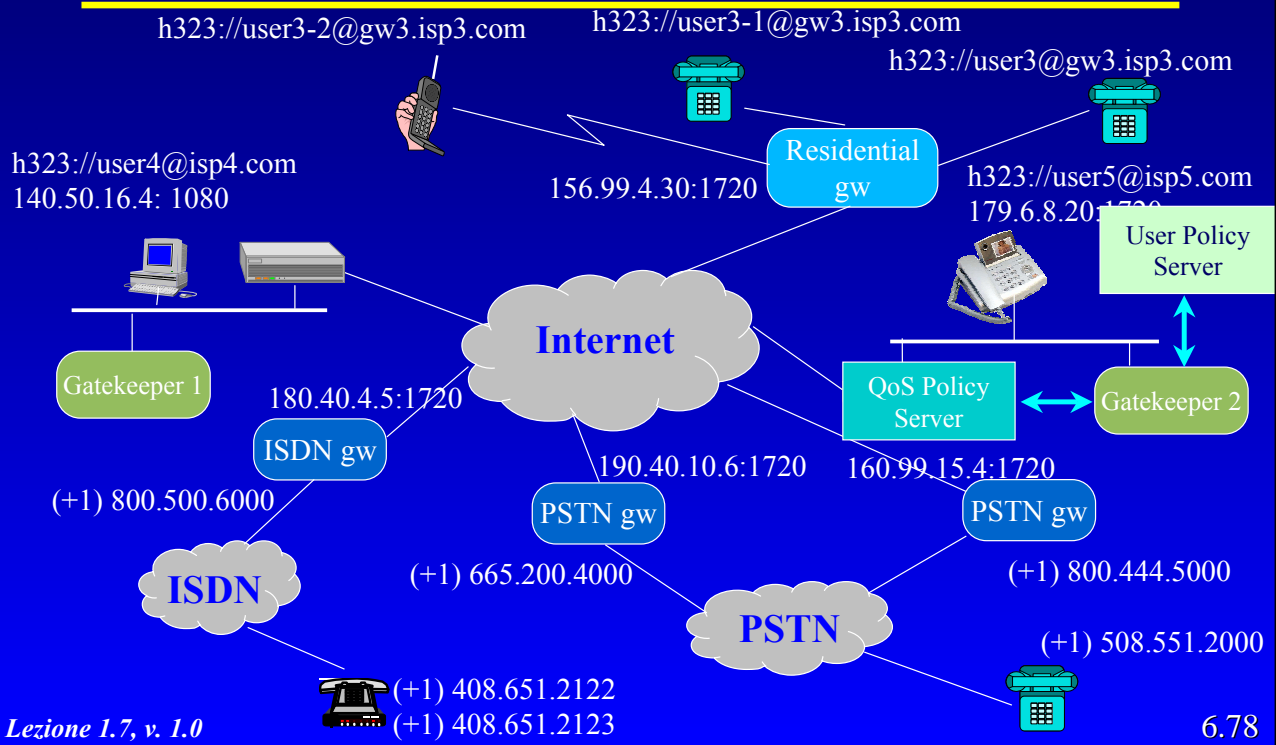 h323://user3-2@gw3.isp3.com
h323://user3-1@gw3.isp3.com
h323://user3@gw3.isp3.com
h323://user4@isp4.com
140.50.16.4: 1080
Residential
gw
156.99.4.30:1720
h323://user5@isp5.com
179.6.8.20:1720
User Policy
Server
Internet
Gatekeeper 1
180.40.4.5:1720
QoS Policy
Server
Gatekeeper 2
ISDN gw
190.40.10.6:1720
160.99.15.4:1720
(+1) 800.500.6000
PSTN gw
PSTN gw
(+1) 665.200.4000
(+1) 800.444.5000
ISDN
PSTN
(+1) 508.551.2000
(+1) 408.651.2122
(+1) 408.651.2123
Lezione 1.7, v. 1.0
6.78